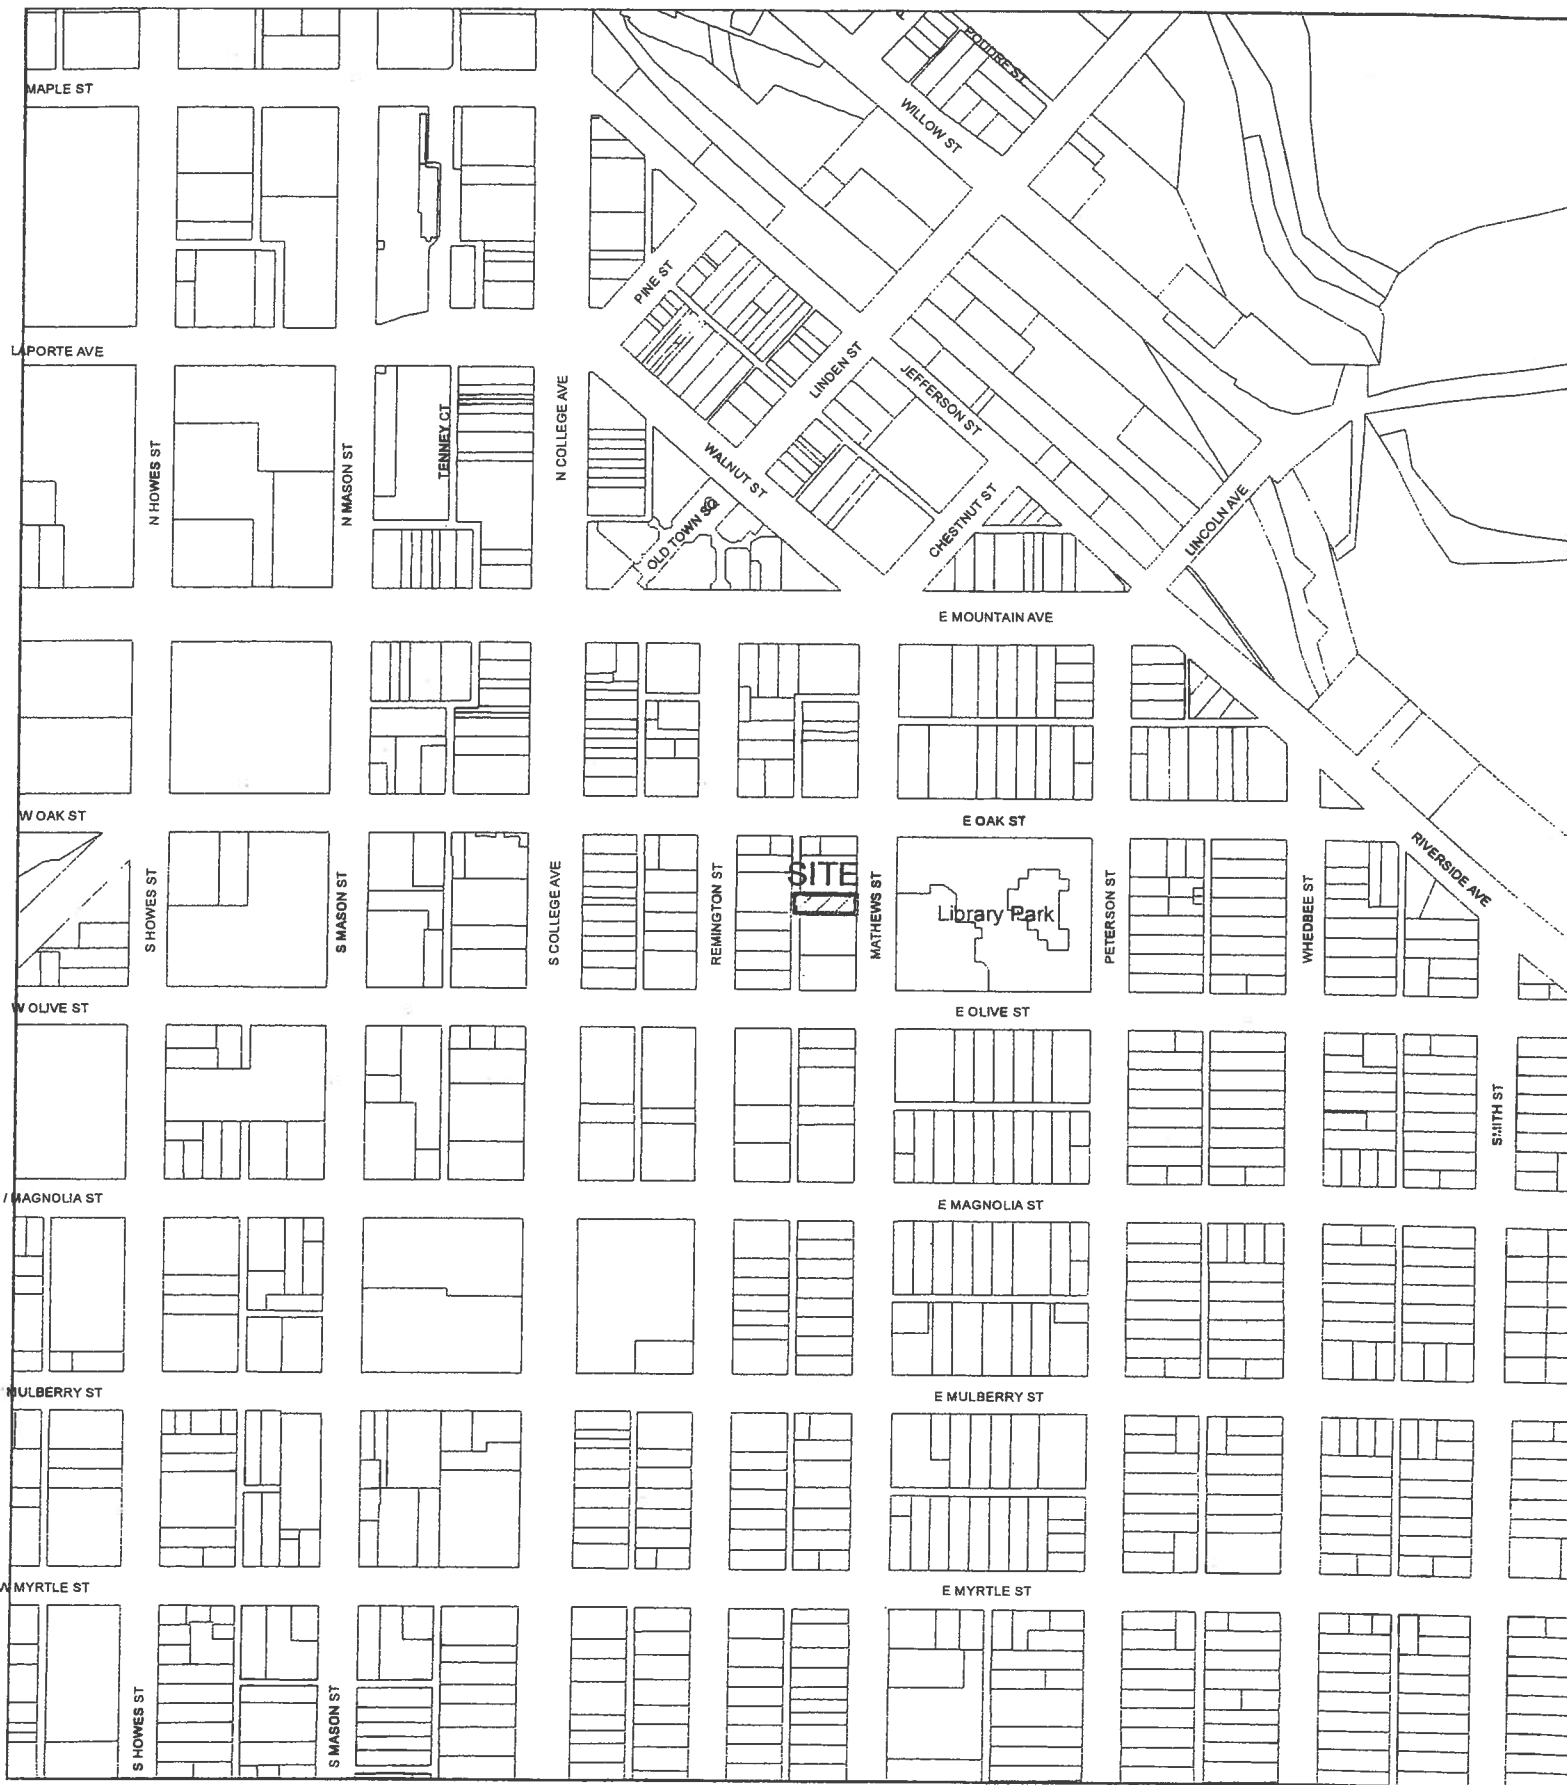 POUDRE ST
MAPLE ST
WILLOW ST
PINE ST
LAPORTE AVE
LINDEN ST
JEFFERSON ST
TENNEY CT
N COLLEGE AVE
N HOWES ST
N MASON ST
WALNUT ST
OLD TOWN SQ
CHESTNUT ST
LINCOLN AVE
E MOUNTAIN AVE
W OAK ST
E OAK ST
RIVERSIDE AVE
SITE
S HOWES ST
S MASON ST
S COLLEGE AVE
REMINGTON ST
MATHEWS ST
Library Park
PETERSON ST
WHEDBEE ST
W OLIVE ST
E OLIVE ST
SMITH ST
MAGNOLIA ST
E MAGNOLIA ST
MULBERRY ST
E MULBERRY ST
W MYRTLE ST
E MYRTLE ST
S HOWES ST
S MASON ST